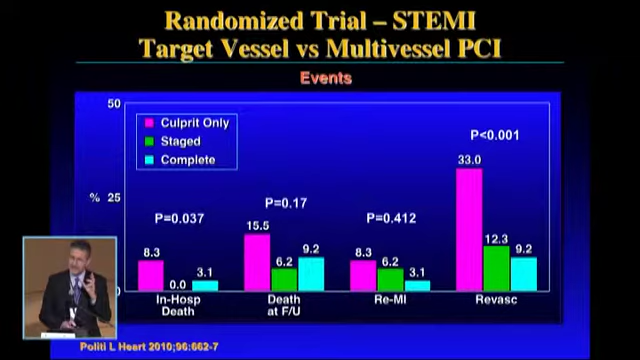 Randomized Trial – STEMI
Target Vessel vs Multivessel PCI
Events
50
Culprit Only
Staged
Complete
P<0.001
33.0
% 25
P=0.037
P=0.17
P=0.412
15.5
12.3
8.3
0.0
3.1
6.2
9.2
8.3
6.2
3.1
9.2
0
In-Hosp
Death
Death
at F/U
Re-MI
Revasc
Politi L Heart 2010;96:662-7